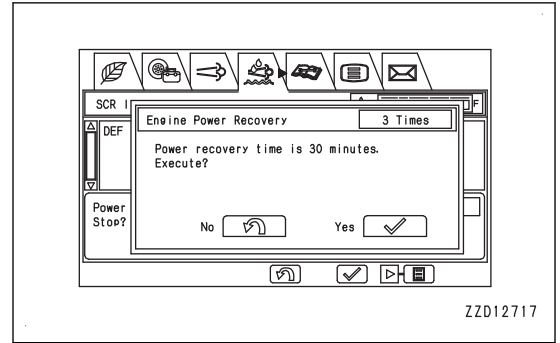 SCR I
F
DEF
Engine Power Recovery
3 Times
Power recovery time is 30 minutes.
Execute?
Power
Stop?
No
Yes
ZZD12717